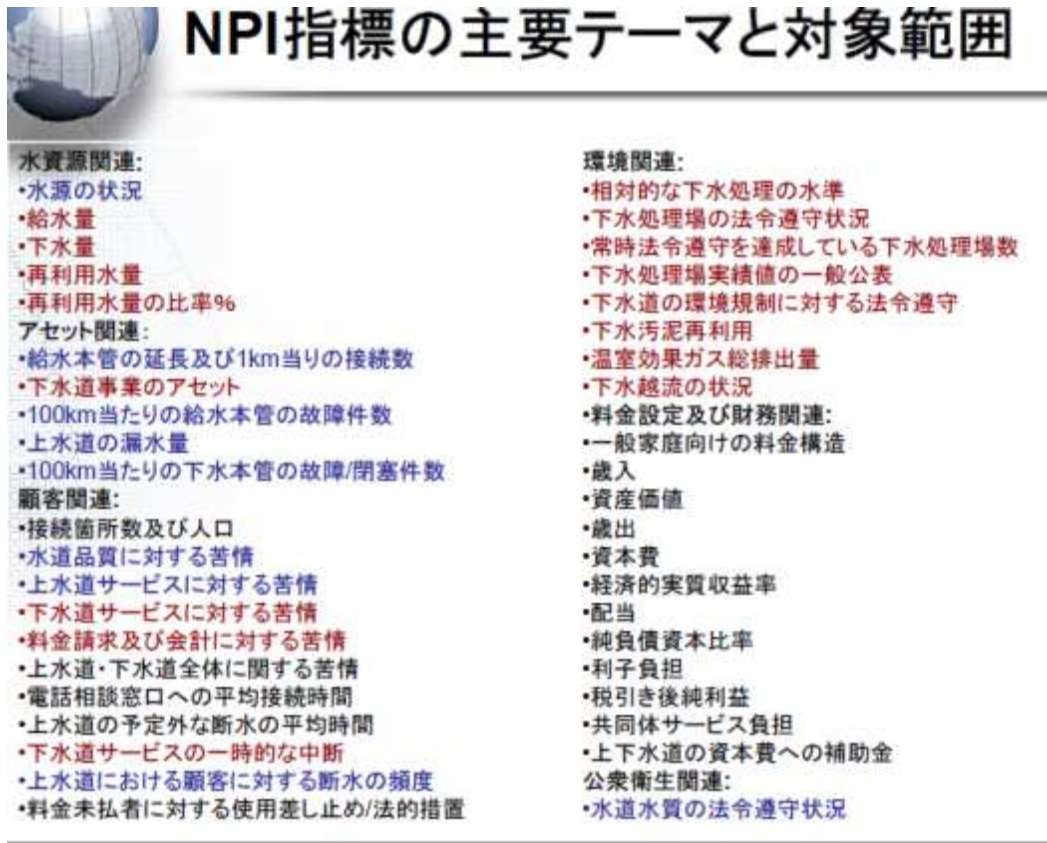 NPI指標の主要テーマと対象範囲
水資源関連:
•水源の状況
•給水量
•下水量
•再利用水量
•再利用水量の比率%
アセット関連:
•給水本管の延長及び1km当りの接続数
•下水道事業のアセット
•100km当たりの給水本管の故障件数
•上水道の漏水量
•100km当たりの下水本管の故障/閉塞件数
顧客関連:
•接続箇所数及び人口
•水道品質に対する苦情
•上水道サービスに対する苦情
•下水道サービスに対する苦情
•料金請求及び会計に対する苦情
•上水道・下水道全体に関する苦情
•電話相談窓口への平均接続時間
•上水道の予定外な断水の平均時間
•下水道サービスの一時的な中断
•上水道における顧客に対する断水の頻度
•料金未払者に対する使用差し止め/法的措置
環境関連:
•相対的な下水処理の水準
•下水処理場の法令遵守状況
•常時法令遵守を達成している下水処理場数
•下水処理場実績値の一般公表
•下水道の環境規制に対する法令遵守
•下水汚泥再利用
•温室効果ガス総排出量
•下水越流の状況
•料金設定及び財務関連:
•一般家庭向けの料金構造
•歳入
•資産価値
•歳出
•資本費
•経済的実質収益率
•配当
•純負債資本比率
•利子負担
•税引き後純利益
•共同体サービス負担
•上下水道の資本費への補助金
公衆衛生関連:
•水道水質の法令遵守状況